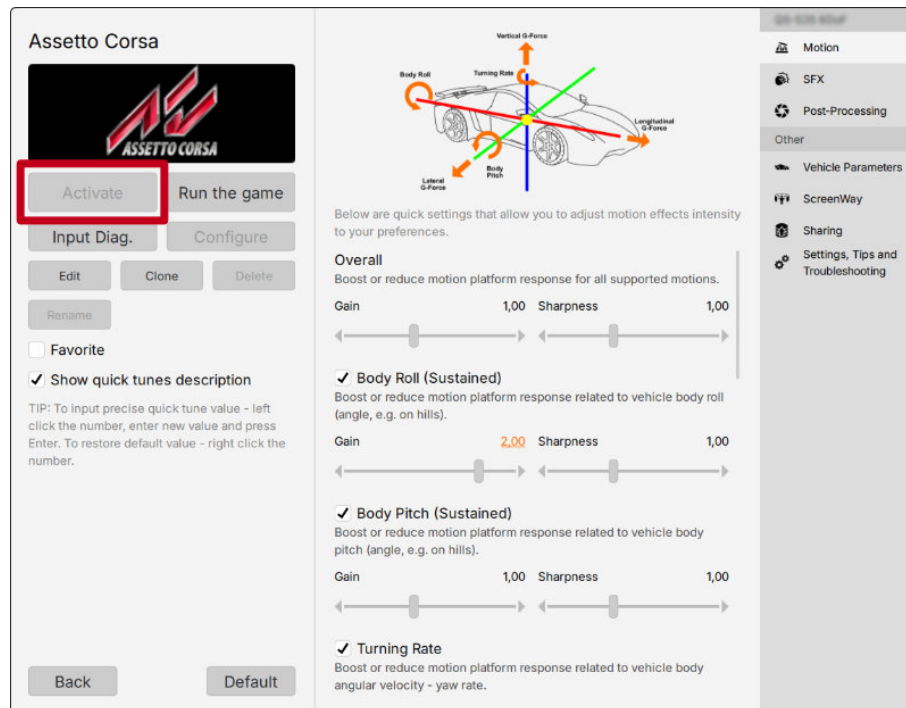 Assetto Corsa
ASSETTO CORSA
Activate
Run the game
Input Diag.
Configure
Edit
Clone
Delete
Rename
Favorite
Show quick tunes description
TIP: To input precise quick tune value - left
click the number, enter new value and press
Enter. To restore default value - right click the
number.
Back
Default
Vertical G-Force
Body Roll
Turning Rate
Longitudinal
G-Force
Lateral
G-Force
Body
Pitch
Below are quick settings that allow you to adjust motion effects intensity
to your preferences.
Overall
Boost or reduce motion platform response for all supported motions.
Gain 1,00 Sharpness 1,00
Body Roll (Sustained)
Boost or reduce motion platform response related to vehicle body roll
(angle, e.g. on hills).
Gain 2,00 Sharpness 1,00
Body Pitch (Sustained)
Boost or reduce motion platform response related to vehicle body
pitch (angle, e.g. on hills).
Gain 1,00 Sharpness 1,00
Turning Rate
Boost or reduce motion platform response related to vehicle body
angular velocity - yaw rate.
Motion
SFX
Post-Processing
Other
Vehicle Parameters
ScreenWay
Sharing
Settings, Tips and
Troubleshooting